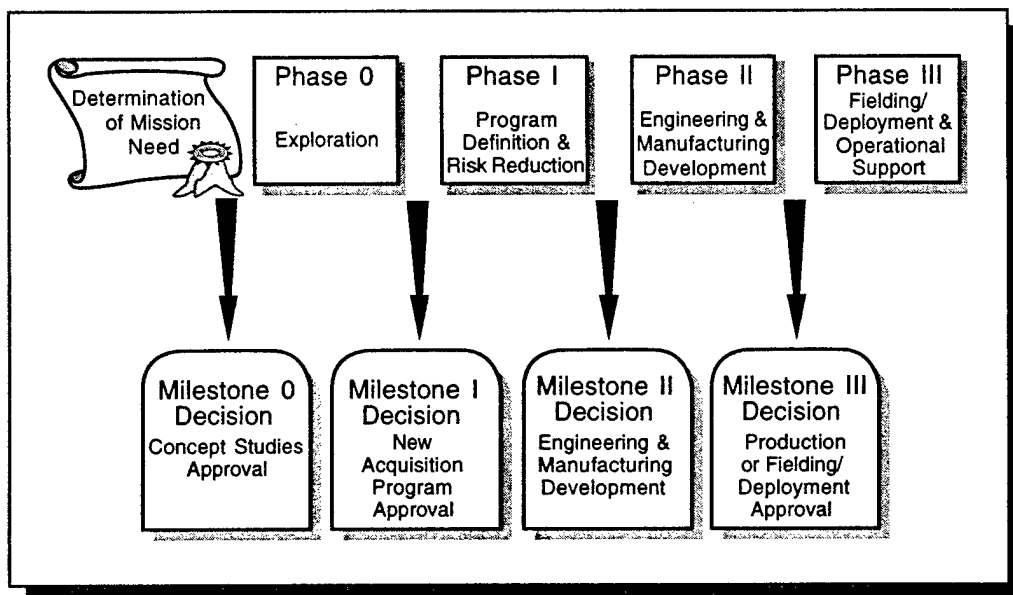 Determination
of Mission
Need
Phase 0
Exploration
Phase I
Program
Definition &
Risk Reduction
Phase II
Engineering &
Manufacturing
Development
Phase III
Fielding/
Deployment &
Operational
Support
Milestone 0
Decision
Concept Studies
Approval
Milestone I
Decision
New
Acquisition
Program
Approval
Milestone II
Decision
Engineering &
Manufacturing
Development
Milestone III
Decision
Production
or Fielding/
Deployment
Approval